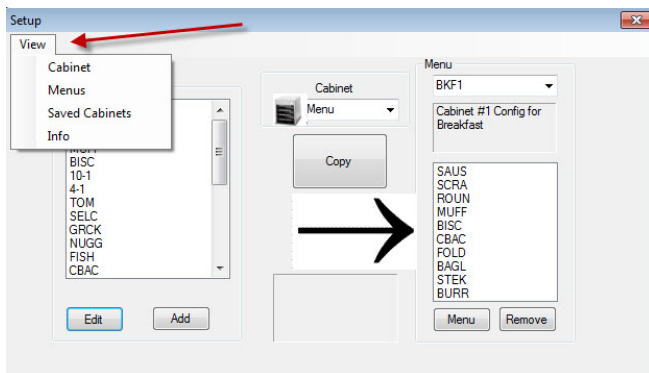 Setup
View
Cabinet
Menus
Saved Cabinets
Info
BISC
10-1
4-1
TOM
SELC
GRCK
NUGG
FISH
CBAC
Edit
Add
Cabinet
Menu
Copy
Menu
BKF1
Cabinet #1 Config for
Breakfast
SAUS
SCRA
ROUN
MUFF
BISC
CBAC
FOLD
BAGL
STEK
BURR
Menu
Remove